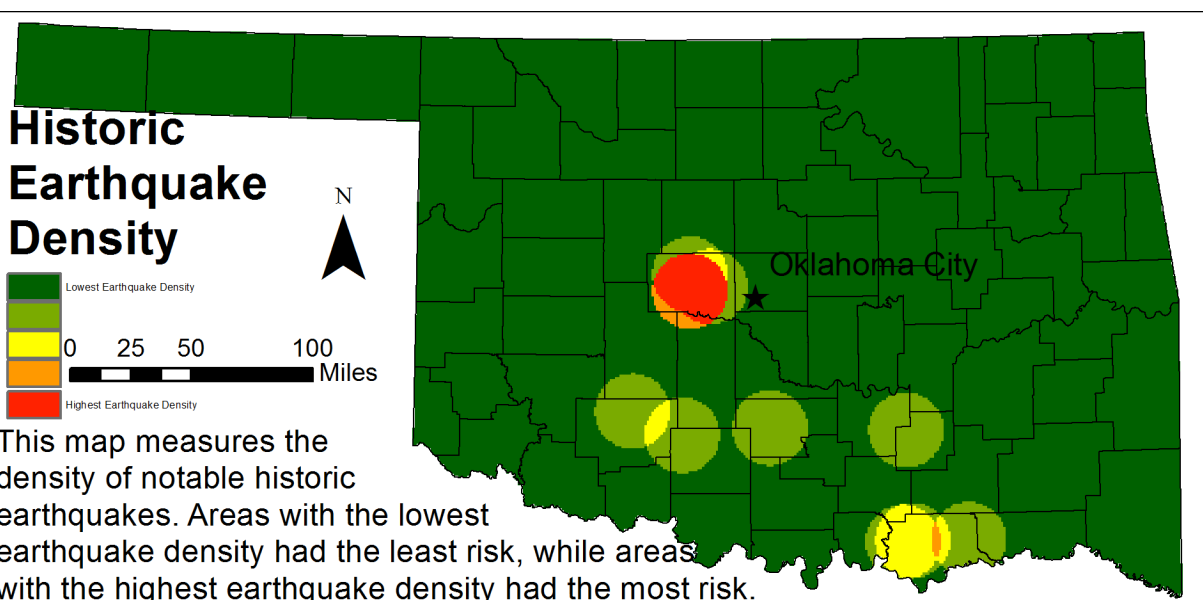 Historic
Earthquake
Density
N
Oklahoma City
Lowest Earthquake Density
0 25 50 100
Miles
Highest Earthquake Density
This map measures the
density of notable historic
earthquakes. Areas with the lowest
earthquake density had the least risk, while areas
with the highest earthquake density had the most risk.